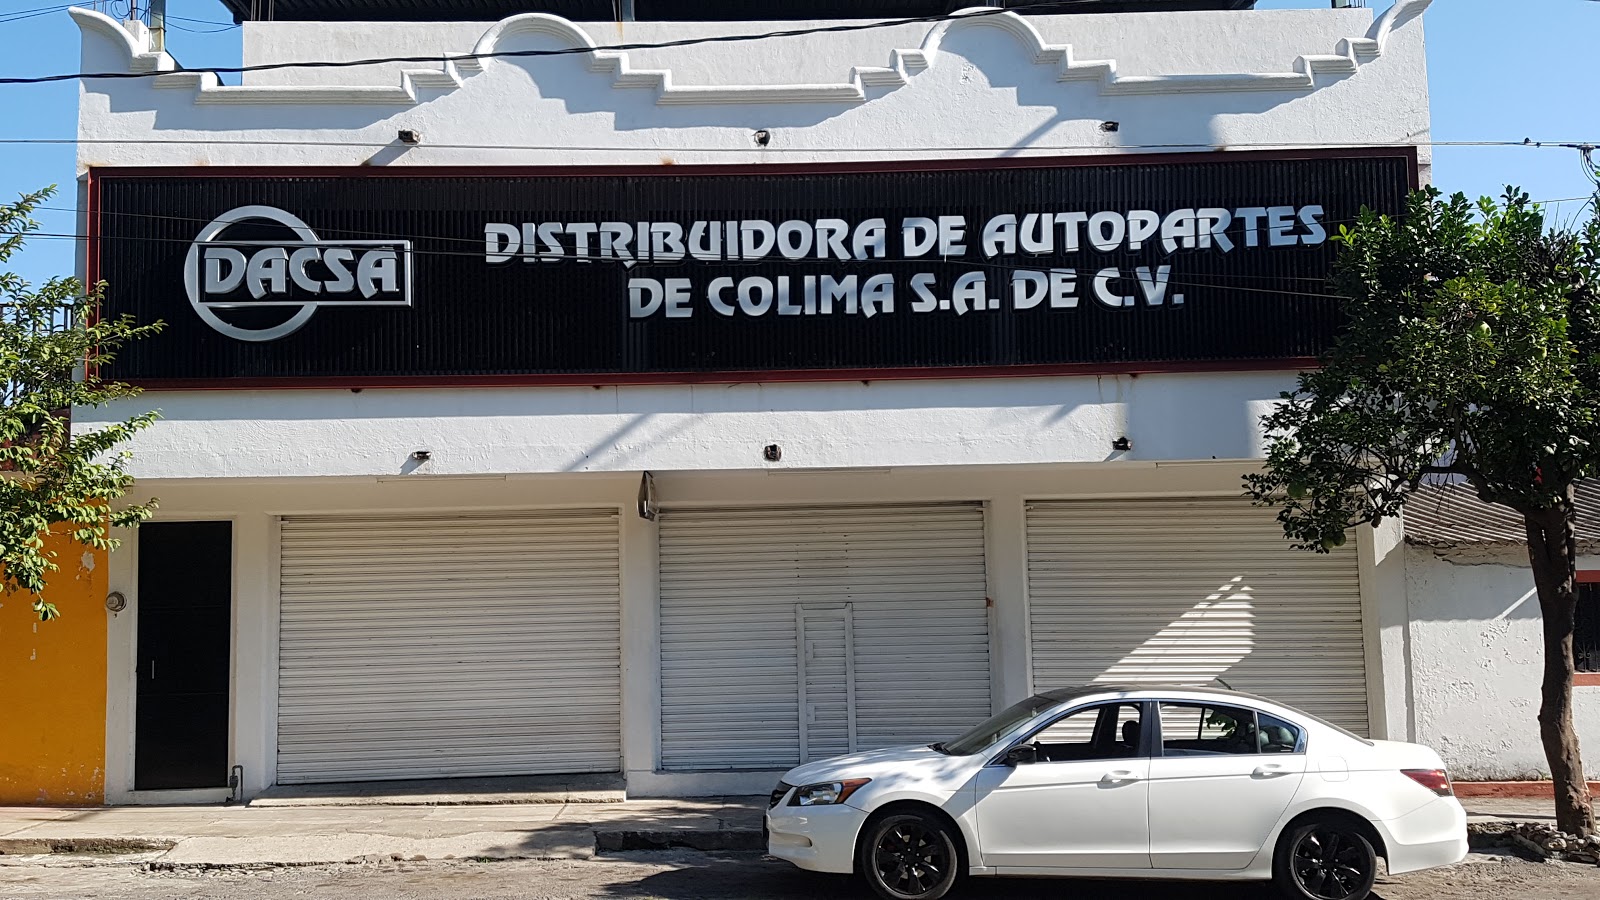 DACSA
DISTRIBUIDORA DE AUTOPARTES
DE COLIMA S.A. DE C.V.